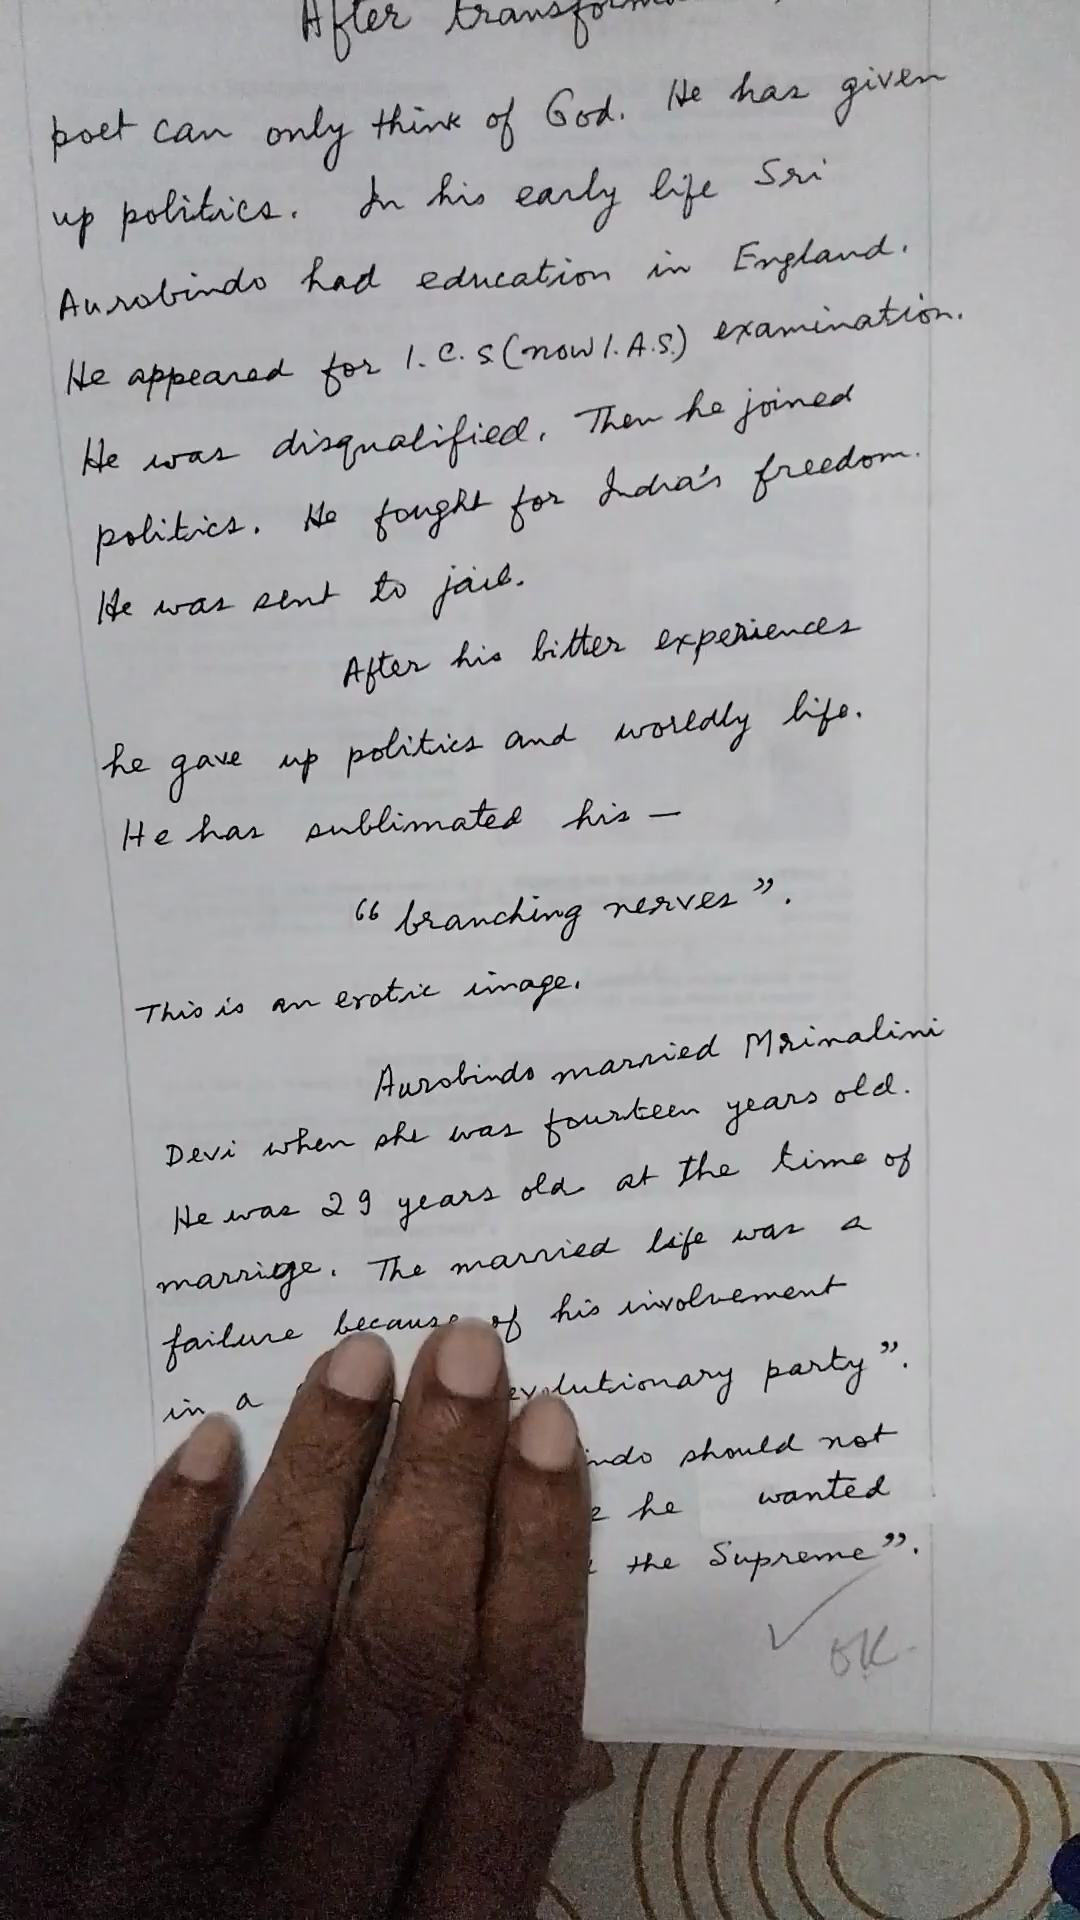 After
poet can only think of God. He has given
up politics. In his early life Sri
Aurobindo had education in England.
He appeared for I.C.S (now I.A.S.) examination.
He was disqualified. Then he joined
politics. He fought for India's freedom.
He was sent to jail.
After his bitter experiences
he gave up politics and worldly life.
He has sublimated his —
"branching nerves".
This is an erotic image.
Aurobindo married Mrinalini
Devi when she was fourteen years old.
He was 29 years old at the time of
marrige. The married life was a
failure because of his involvement
in a party".
should not
he wanted
the Supreme".
OK.